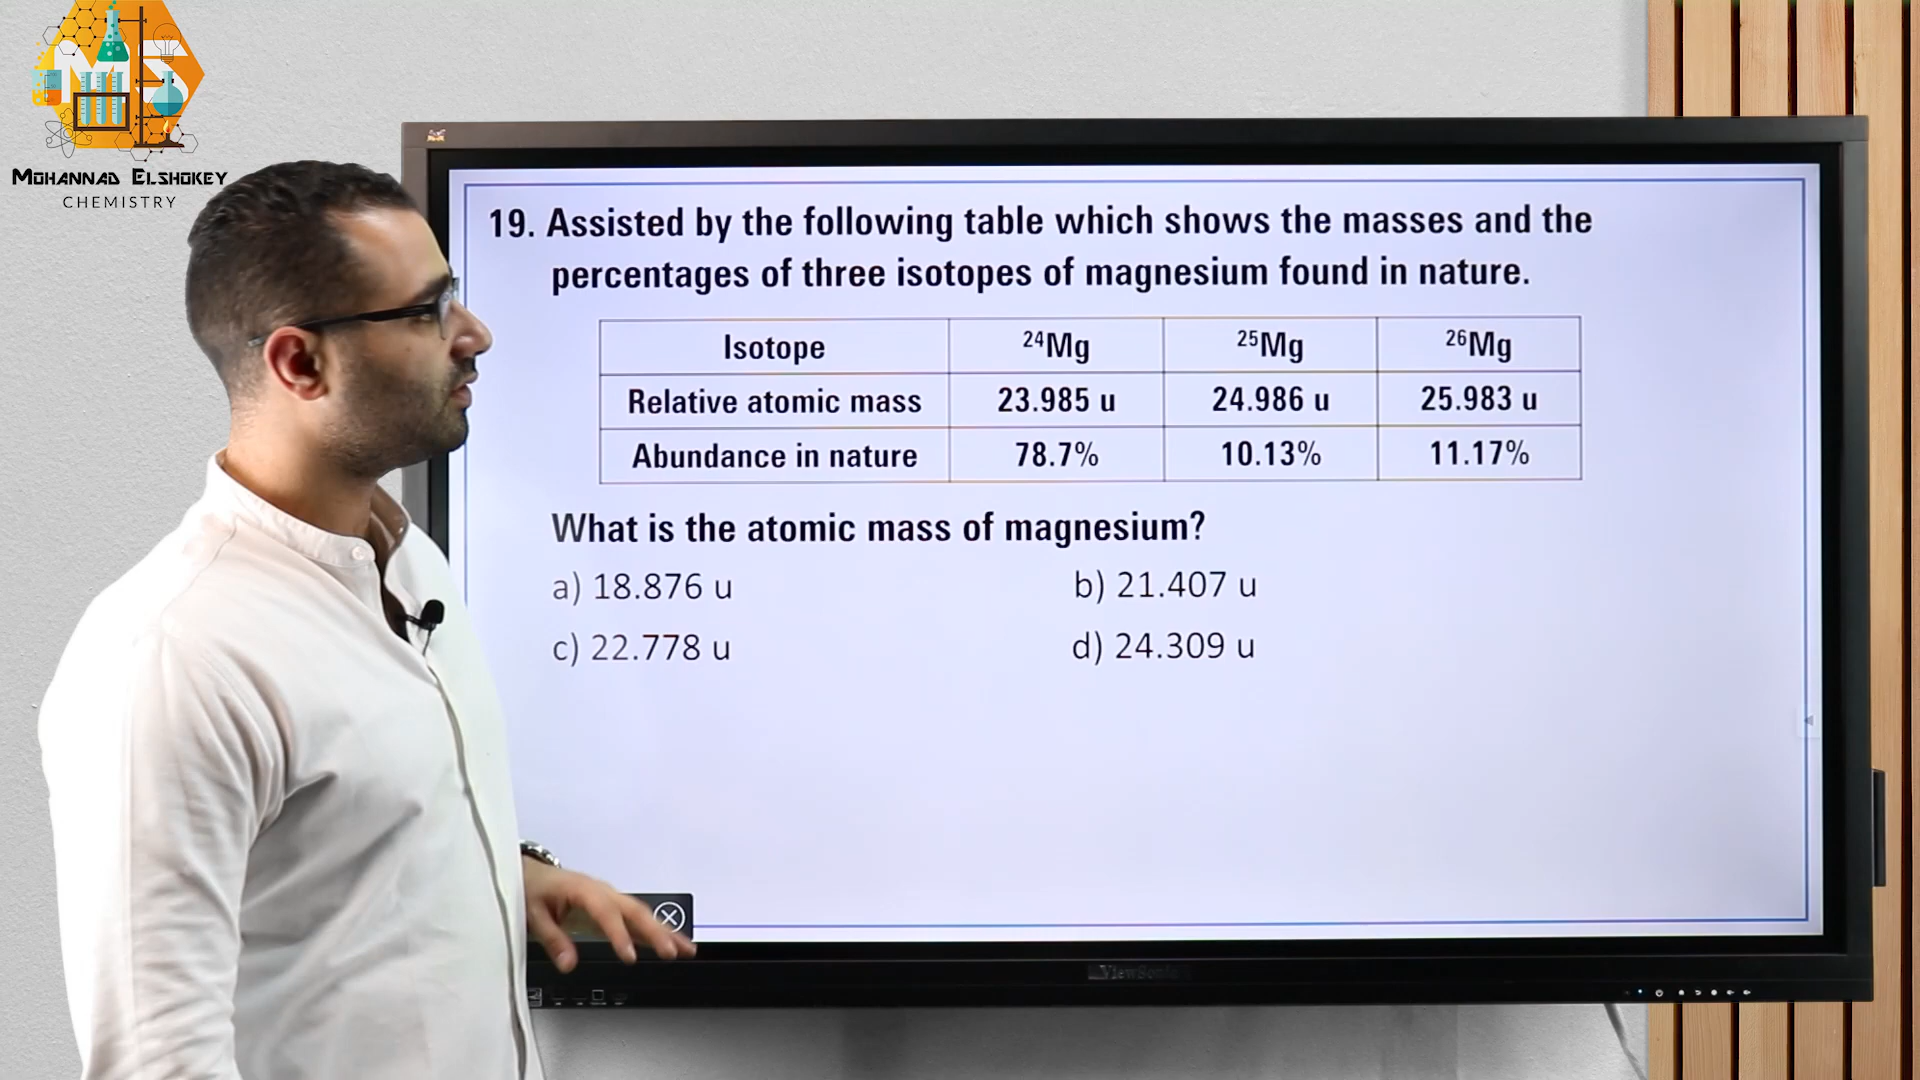 MS
MOHANNAD ELSHOKEY
CHEMISTRY
19. Assisted by the following table which shows the masses and the
percentages of three isotopes of magnesium found in nature.
Isotope ²⁴Mg ²⁵Mg ²⁶Mg
Relative atomic mass 23.985 u 24.986 u 25.983 u
Abundance in nature 78.7% 10.13% 11.17%
What is the atomic mass of magnesium?
a) 18.876 u b) 21.407 u
c) 22.778 u d) 24.309 u
ViewSonic